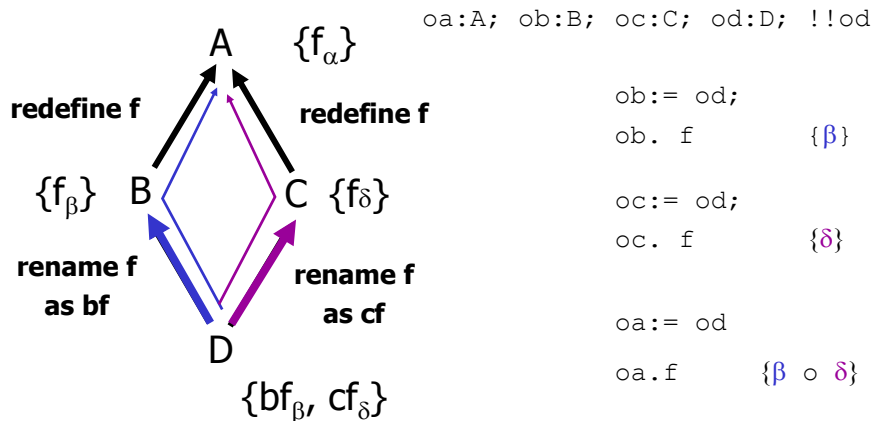 oa:A; ob:B; oc:C; od:D; !!od
A {fα}
redefine f
redefine f
ob:= od;
ob. f {β}
{fβ} B
C {fδ}
oc:= od;
oc. f {δ}
rename f
as bf
rename f
as cf
D
oa:= od
oa.f {β o δ}
{bfβ, cfδ}